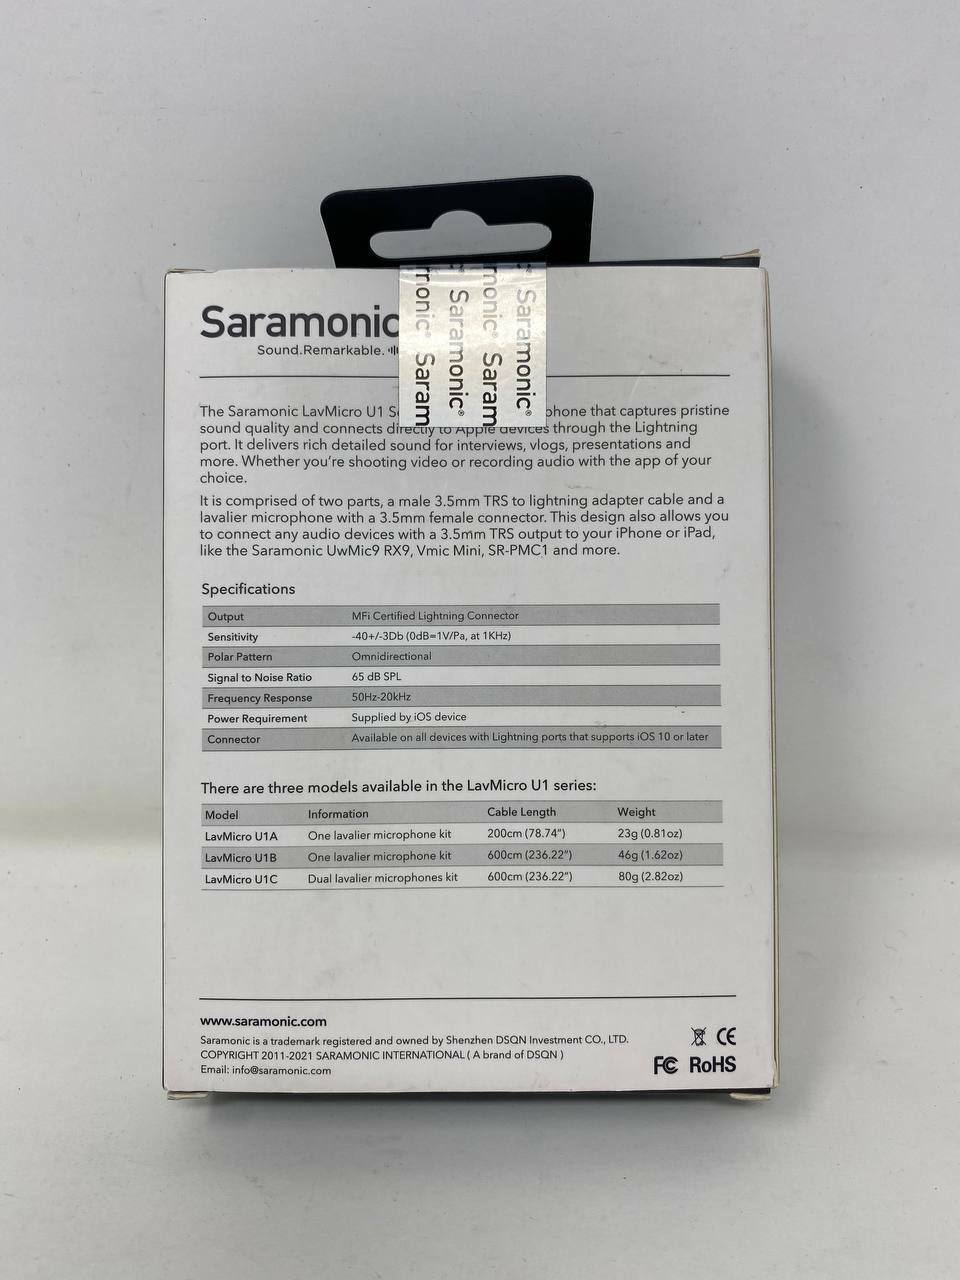 Saramonic
Sound.Remarkable.
monic® Saram
Saramonic®
monic® Saram
Saramonic®
The Saramonic LavMicro U1 S phone that captures pristine
sound quality and connects directly to Apple devices through the Lightning
port. It delivers rich detailed sound for interviews, vlogs, presentations and
more. Whether you're shooting video or recording audio with the app of your
choice.
It is comprised of two parts, a male 3.5mm TRS to lightning adapter cable and a
lavalier microphone with a 3.5mm female connector. This design also allows you
to connect any audio devices with a 3.5mm TRS output to your iPhone or iPad,
like the Saramonic UwMic9 RX9, Vmic Mini, SR-PMC1 and more.
Specifications
Output MFi Certified Lightning Connector
Sensitivity -40+/-3Db (0dB=1V/Pa, at 1KHz)
Polar Pattern Omnidirectional
Signal to Noise Ratio 65 dB SPL
Frequency Response 50Hz-20kHz
Power Requirement Supplied by iOS device
Connector Available on all devices with Lightning ports that supports iOS 10 or later
There are three models available in the LavMicro U1 series:
Model Information Cable Length Weight
LavMicro U1A One lavalier microphone kit 200cm (78.74") 23g (0.81oz)
LavMicro U1B One lavalier microphone kit 600cm (236.22") 46g (1.62oz)
LavMicro U1C Dual lavalier microphones kit 600cm (236.22") 80g (2.82oz)
www.saramonic.com
Saramonic is a trademark registered and owned by Shenzhen DSQN Investment CO., LTD.
COPYRIGHT 2011-2021 SARAMONIC INTERNATIONAL ( A brand of DSQN )
Email: info@saramonic.com
CE
FC RoHS